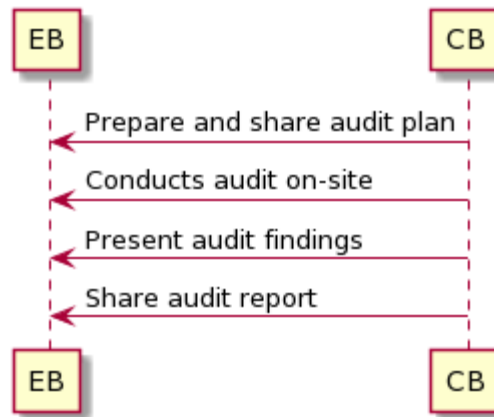 EB
CB
Prepare and share audit plan
Conducts audit on-site
Present audit findings
Share audit report
EB
CB